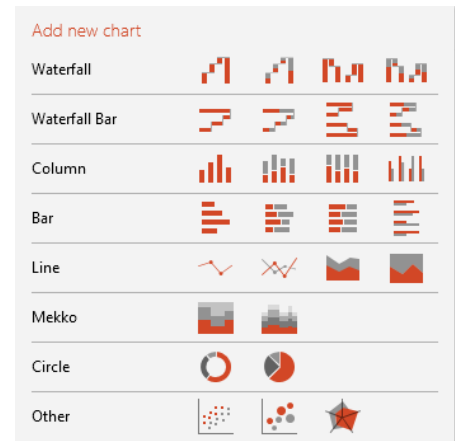 Add new chart
Waterfall
Waterfall Bar
Column
Bar
Line
Mekko
Circle
Other